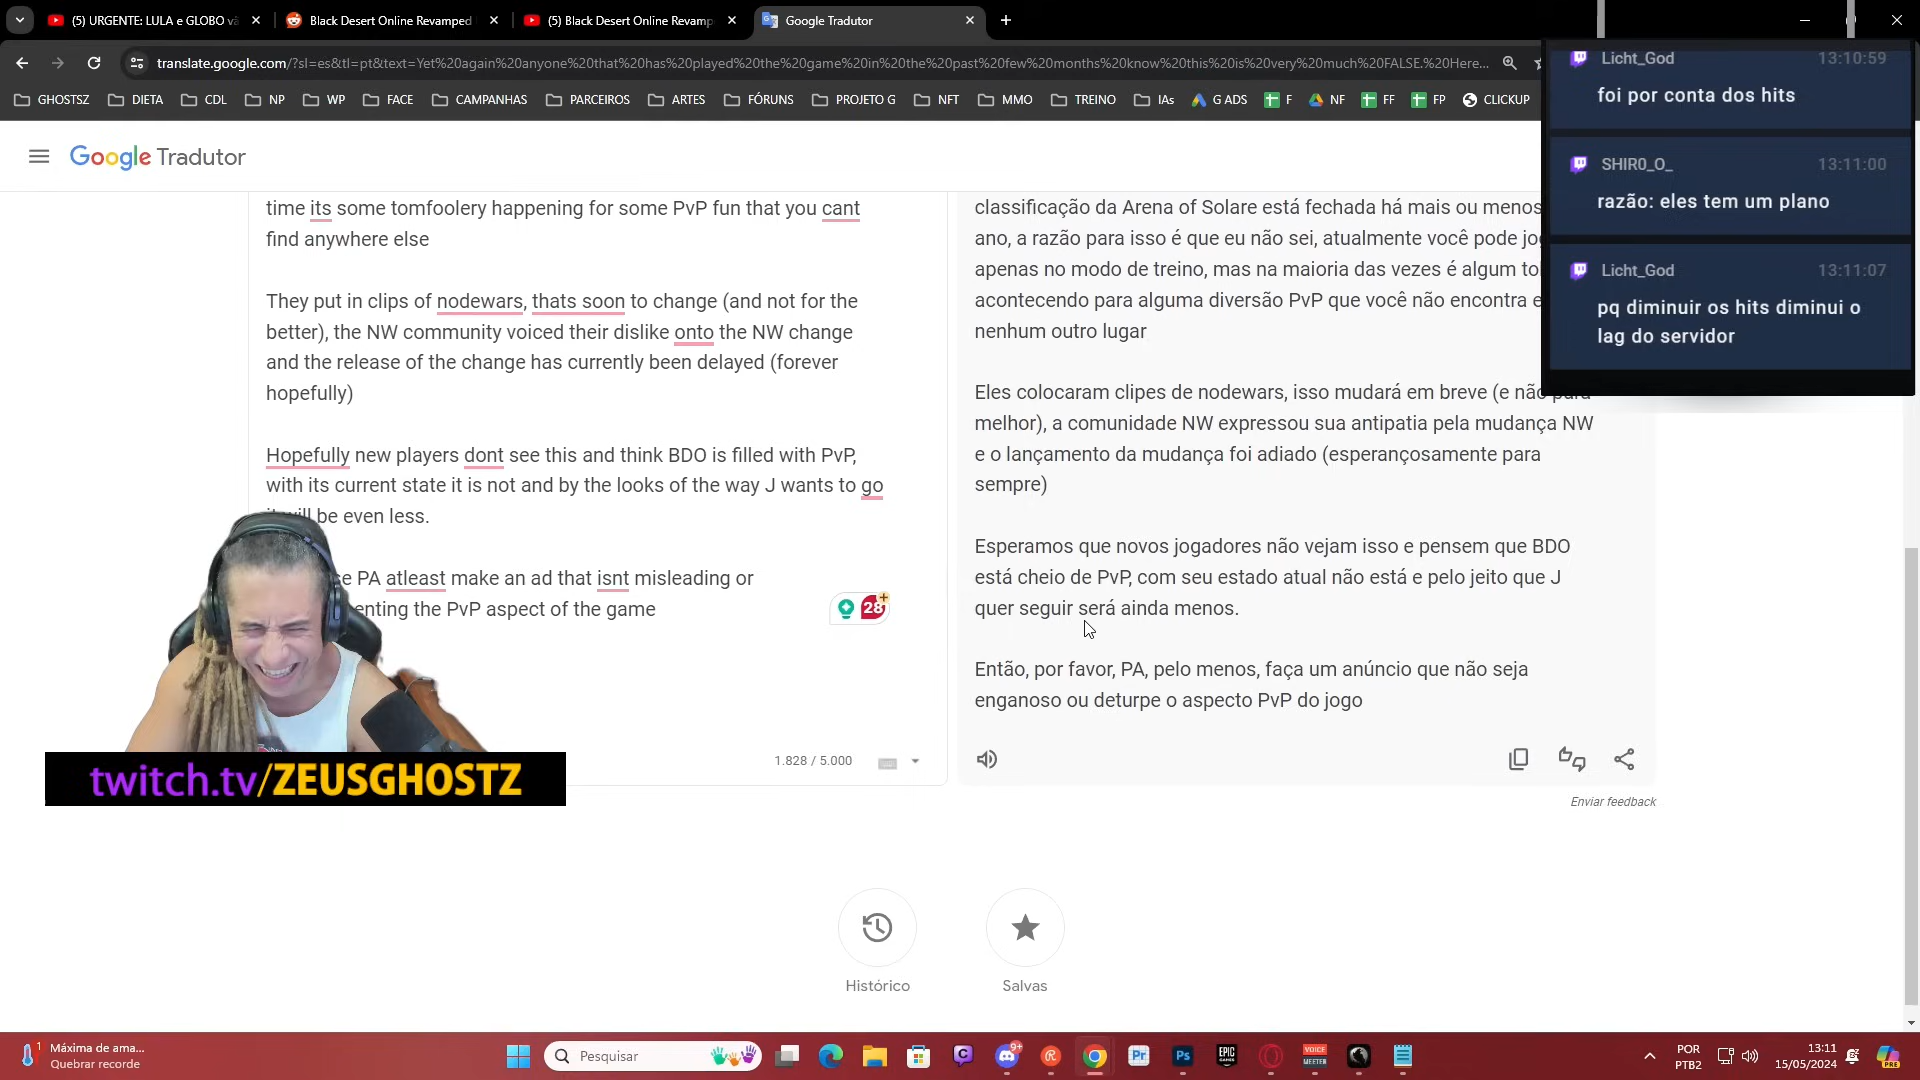 (5) URGENTE: LULA e GLOBO vã
Black Desert Online Revamped
(5) Black Desert Online Revamp
Google Tradutor
translate.google.com/?sl=es&tl=pt&text=Yet%20again%20anyone%20that%20has%20played%20the%20game%20in%20the%20past%20few%20months%20know%20this%20is%20very%20much%20FALSE.%20Here...
GHOSTSZ DIETA CDL NP WP FACE CAMPANHAS PARCEIROS ARTES FÓRUNS PROJETO G NFT MMO TREINO IAs G ADS F NF FF FP CLICKUP
Google Tradutor
time its some tomfoolery happening for some PvP fun that you cant
find anywhere else
They put in clips of nodewars, thats soon to change (and not for the
better), the NW community voiced their dislike onto the NW change
and the release of the change has currently been delayed (forever
hopefully)
Hopefully new players dont see this and think BDO is filled with PvP,
with its current state it is not and by the looks of the way J wants to go
will be even less.
e PA atleast make an ad that isnt misleading or
enting the PvP aspect of the game
28
1.828 / 5.000
classificação da Arena of Solare está fechada há mais ou menos
ano, a razão para isso é que eu não sei, atualmente você pode jo
apenas no modo de treino, mas na maioria das vezes é algum to
acontecendo para alguma diversão PvP que você não encontra e
nenhum outro lugar
Eles colocaram clipes de nodewars, isso mudará em breve (e não para
melhor), a comunidade NW expressou sua antipatia pela mudança NW
e o lançamento da mudança foi adiado (esperançosamente para
sempre)
Esperamos que novos jogadores não vejam isso e pensem que BDO
está cheio de PvP, com seu estado atual não está e pelo jeito que J
quer seguir será ainda menos.
Então, por favor, PA, pelo menos, faça um anúncio que não seja
enganoso ou deturpe o aspecto PvP do jogo
Enviar feedback
Licht_God 13:10:59
foi por conta dos hits
SHIR0_O_ 13:11:00
razão: eles tem um plano
Licht_God 13:11:07
pq diminuir os hits diminui o
lag do servidor
twitch.tv/ZEUSGHOSTZ
Histórico
Salvas
1
Máxima de ama...
Quebrar recorde
Pesquisar
9+
Pr
Ps
EPIC
GAMES
VOICE
MEETER
POR
PTB2
13:11
15/05/2024
PRE